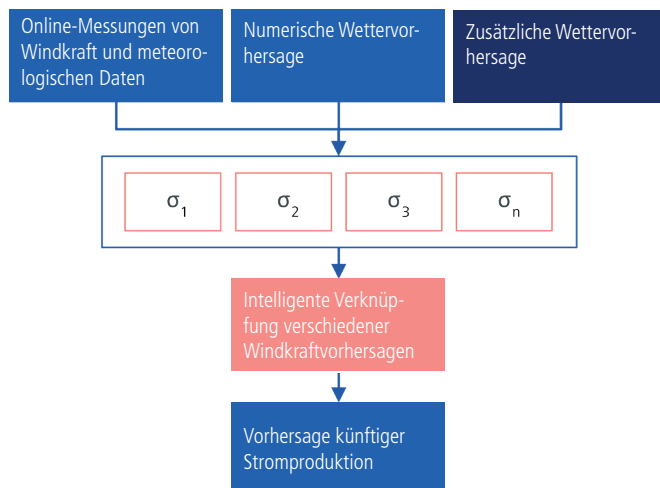 Online-Messungen von
Windkraft und meteoro-
logischen Daten
Numerische Wettervor-
hersage
Zusätzliche Wettervor-
hersage
σ1
σ2
σ3
σn
Intelligente Verknüp-
fung verschiedener
Windkraftvorhersagen
Vorhersage künftiger
Stromproduktion